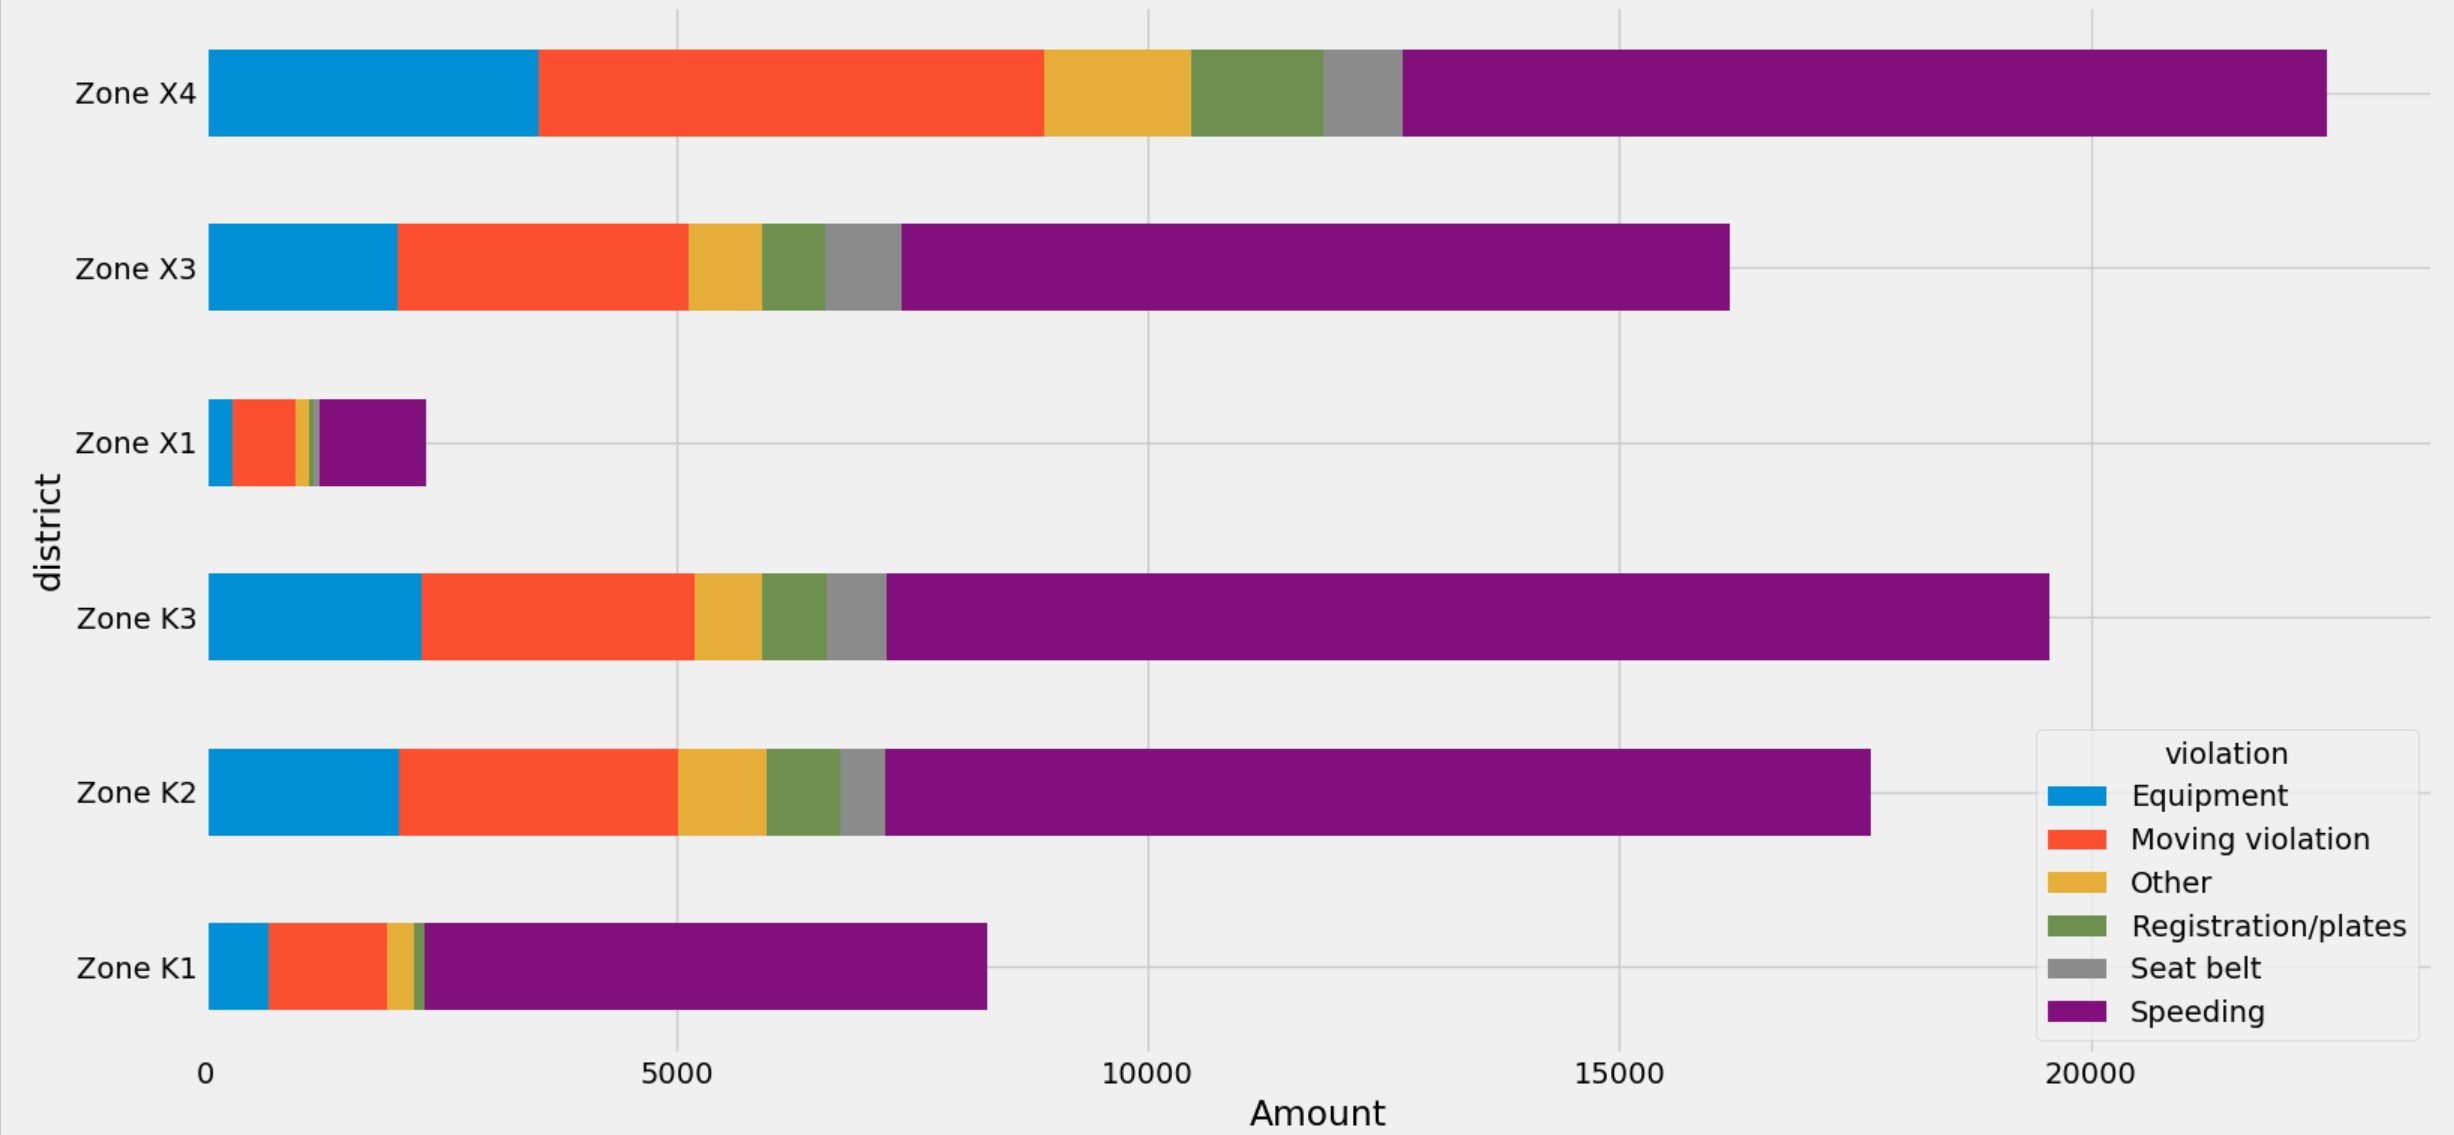 Zone X4
Zone X3
Zone X1
Zone K3
Zone K2
Zone K1
district
0 5000 10000 15000 20000
Amount
violation
Equipment
Moving violation
Other
Registration/plates
Seat belt
Speeding